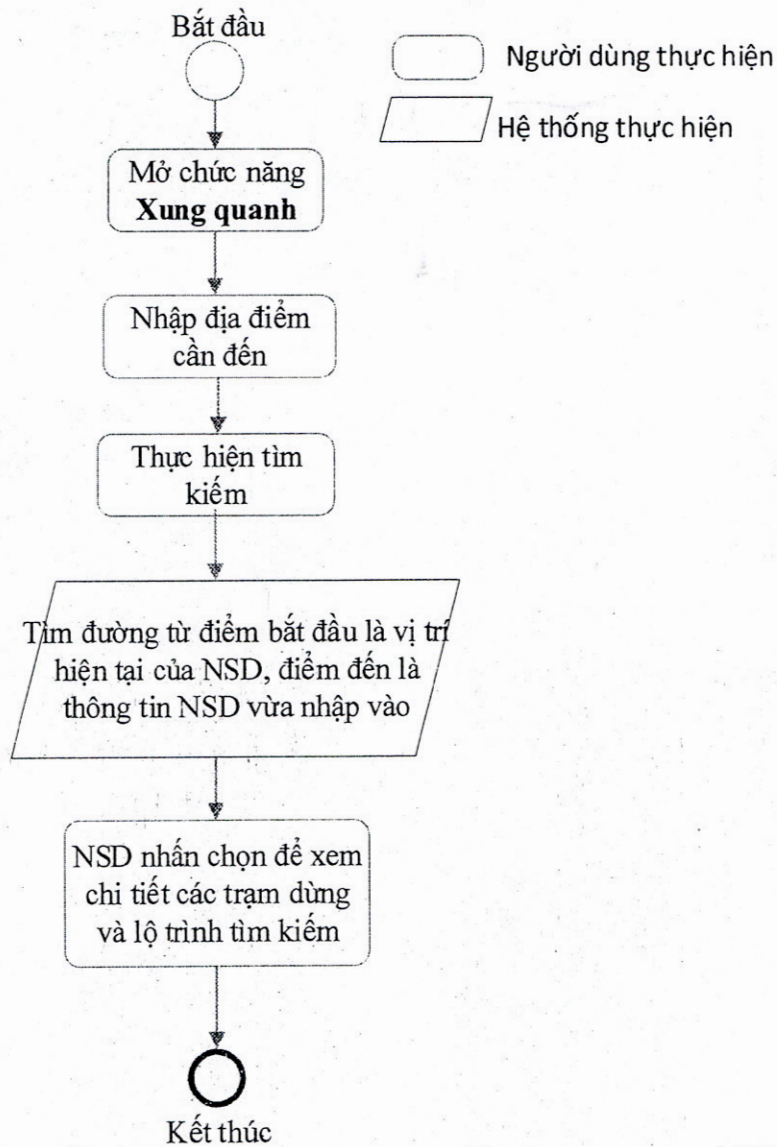 Bắt đầu
Người dùng thực hiện
Hệ thống thực hiện
Mở chức năng
Xung quanh
Nhập địa điểm
cần đến
Thực hiện tìm
kiếm
Tìm đường từ điểm bắt đầu là vị trí
hiện tại của NSD, điểm đến là
thông tin NSD vừa nhập vào
NSD nhấn chọn để xem
chi tiết các trạm dừng
và lộ trình tìm kiếm
Kết thúc